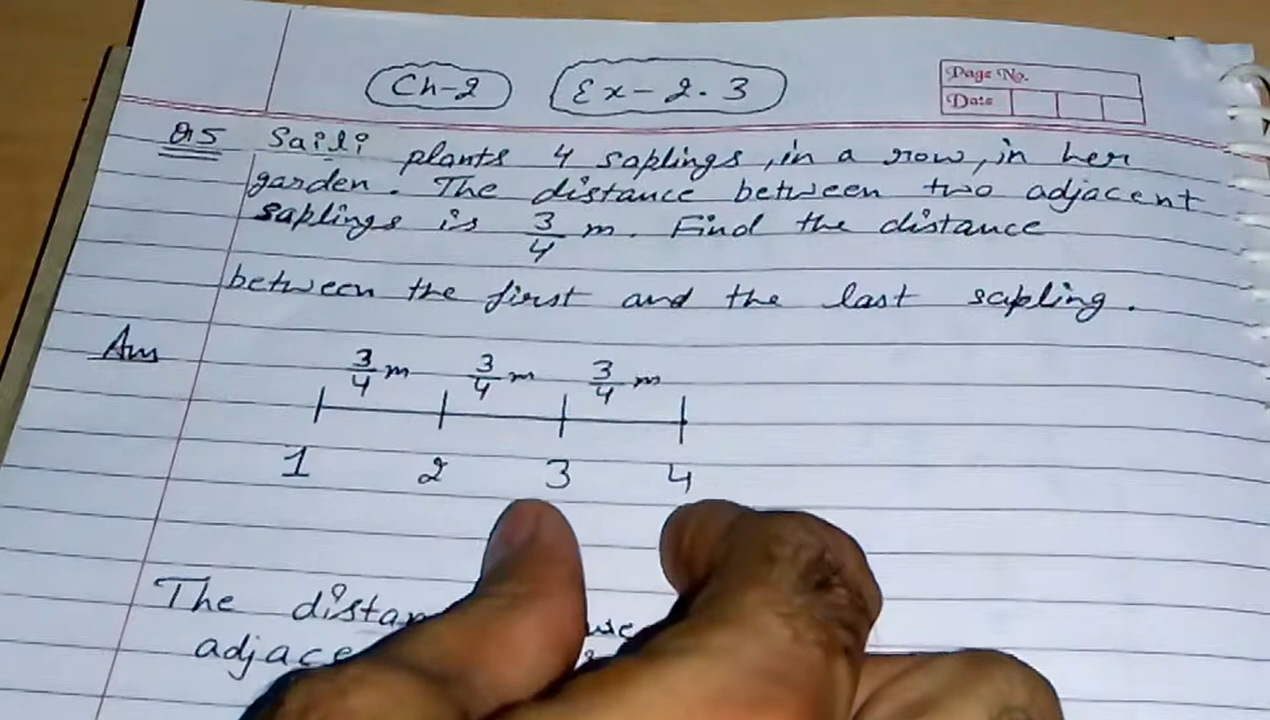 Ch-2 Ex-2.3
Page No.
Date
Q5 Saili plants 4 saplings, in a row, in her
garden. The distance between two adjacent
saplings is 3/4 m. Find the distance
between the first and the last sapling.
Ans
3/4 m 3/4 m 3/4 m
1 2 3 4
The